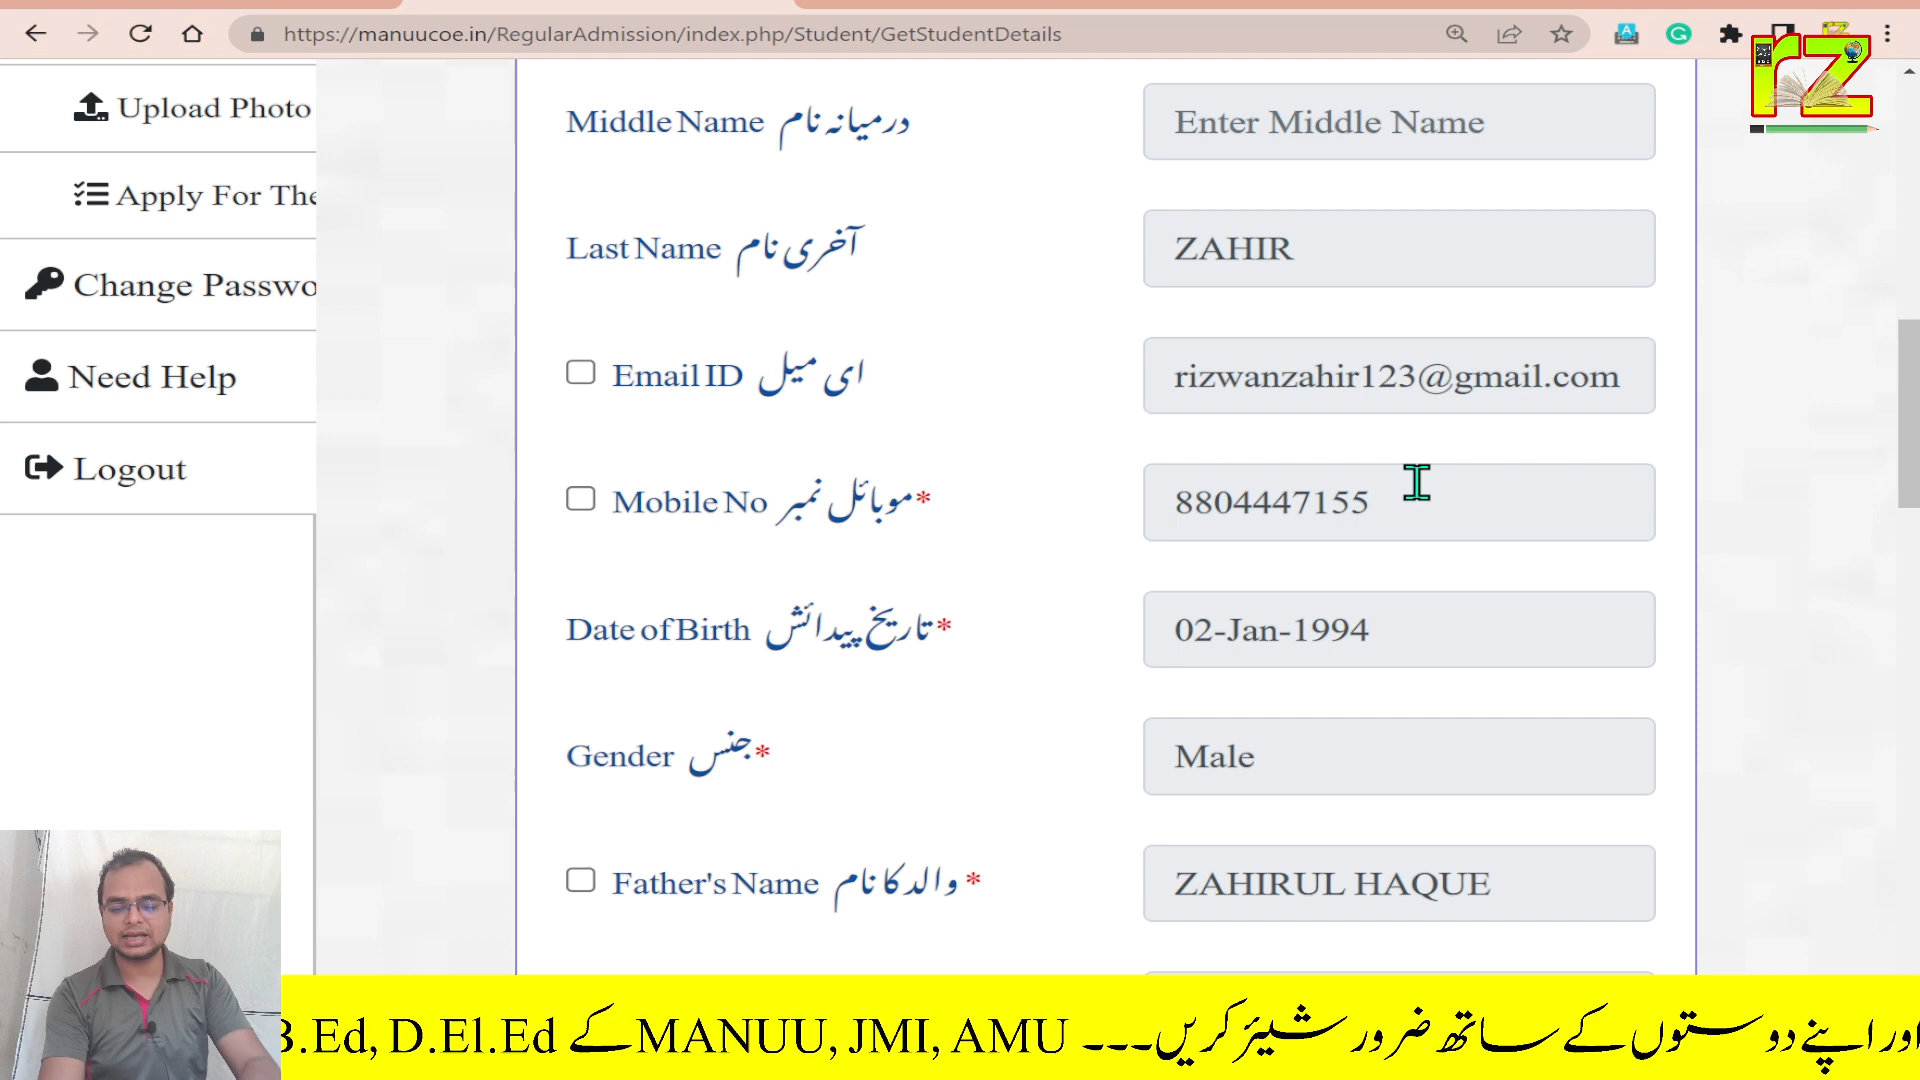 https://manuucoe.in/RegularAdmission/index.php/Student/GetStudentDetails
rz
Upload Photo
Apply For The
Change Passwo
Need Help
Logout
Middle Name درمیانہ نام
Enter Middle Name
Last Name آخری نام
ZAHIR
Email ID ای میل
rizwanzahir123@gmail.com
Mobile No موبائل نمبر*
8804447155
Date of Birth تاریخ پیدائش*
02-Jan-1994
Gender جنس*
Male
Father's Name والد کا نام*
ZAHIRUL HAQUE
اور اپنے دوستوں کے ساتھ ضرور شیئر کریں۔۔۔ MANUU, JMI, AMU کے B.Ed, D.El.Ed